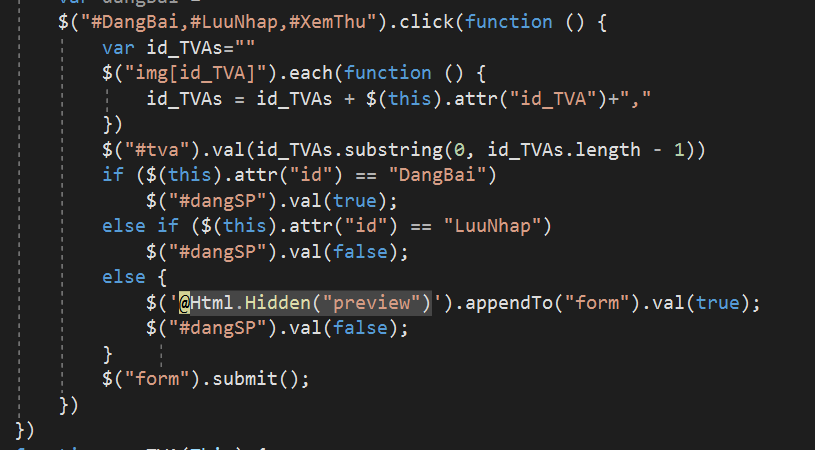 $("#DangBai,#LuuNhap,#XemThu").click(function () {
var id_TVAs=""
$("img[id_TVA]").each(function () {
id_TVAs = id_TVAs + $(this).attr("id_TVA")+","
})
$("#tva").val(id_TVAs.substring(0, id_TVAs.length - 1))
if ($(this).attr("id") == "DangBai")
$("#dangSP").val(true);
else if ($(this).attr("id") == "LuuNhap")
$("#dangSP").val(false);
else {
$('@Html.Hidden("preview")').appendTo("form").val(true);
$("#dangSP").val(false);
}
$("form").submit();
})
})